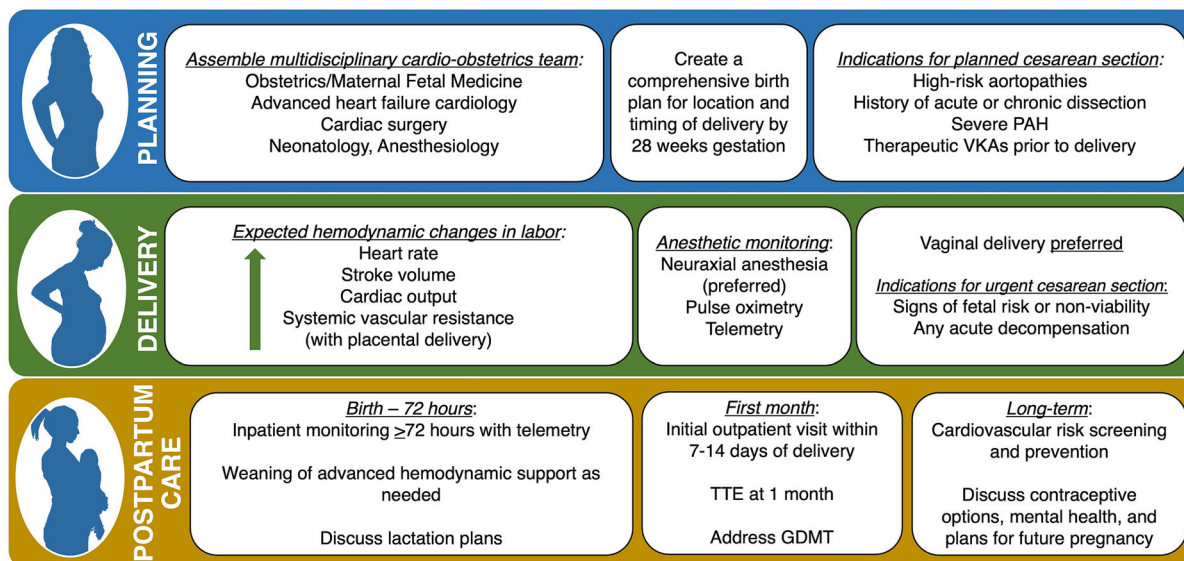 PLANNING
Assemble multidisciplinary cardio-obstetrics team:
Obstetrics/Maternal Fetal Medicine
Advanced heart failure cardiology
Cardiac surgery
Neonatology, Anesthesiology
Create a
comprehensive birth
plan for location and
timing of delivery by
28 weeks gestation
Indications for planned cesarean section:
High-risk aortopathies
History of acute or chronic dissection
Severe PAH
Therapeutic VKAs prior to delivery
DELIVERY
Expected hemodynamic changes in labor:
Heart rate
Stroke volume
Cardiac output
Systemic vascular resistance
(with placental delivery)
Anesthetic monitoring:
Neuraxial anesthesia
(preferred)
Pulse oximetry
Telemetry
Vaginal delivery preferred
Indications for urgent cesarean section:
Signs of fetal risk or non-viability
Any acute decompensation
POSTPARTUM
CARE
Birth – 72 hours:
Inpatient monitoring ≥72 hours with telemetry
Weaning of advanced hemodynamic support as
needed
Discuss lactation plans
First month:
Initial outpatient visit within
7-14 days of delivery
TTE at 1 month
Address GDMT
Long-term:
Cardiovascular risk screening
and prevention
Discuss contraceptive
options, mental health, and
plans for future pregnancy